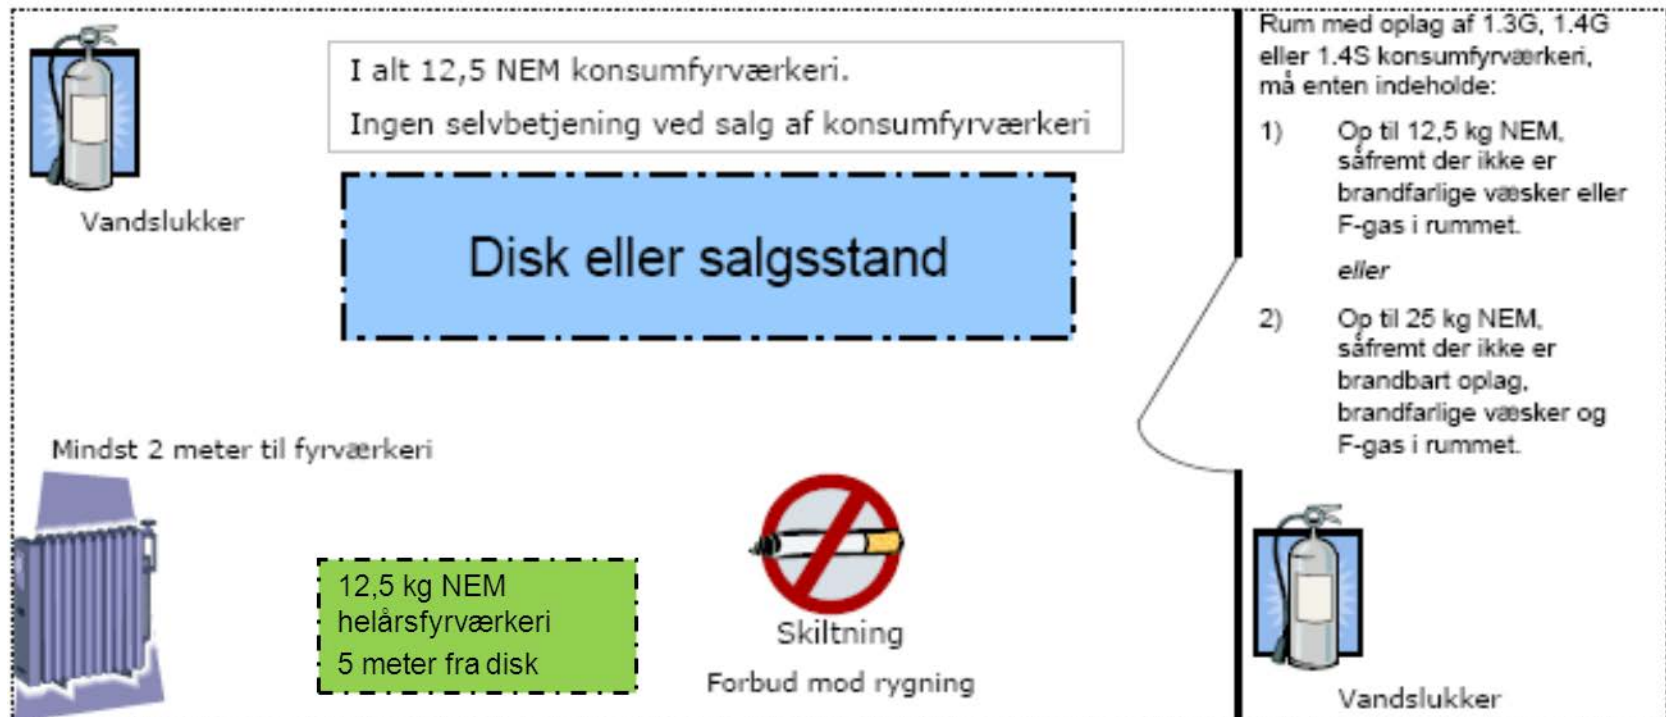 I alt 12,5 NEM konsumfyrværkeri.
Ingen selvbetjening ved salg af konsumfyrværkeri
Vandslukker
Disk eller salgsstand
Mindst 2 meter til fyrværkeri
12,5 kg NEM
helårsfyrværkeri
5 meter fra disk
Skiltning
Forbud mod rygning
Rum med oplag af 1.3G, 1.4G
eller 1.4S konsumfyrværkeri,
må enten indeholde:
1) Op til 12,5 kg NEM,
såfremt der ikke er
brandfarlige væsker eller
F-gas i rummet.
eller
2) Op til 25 kg NEM,
såfremt der ikke er
brandbart oplag,
brandfarlige væsker og
F-gas i rummet.
Vandslukker